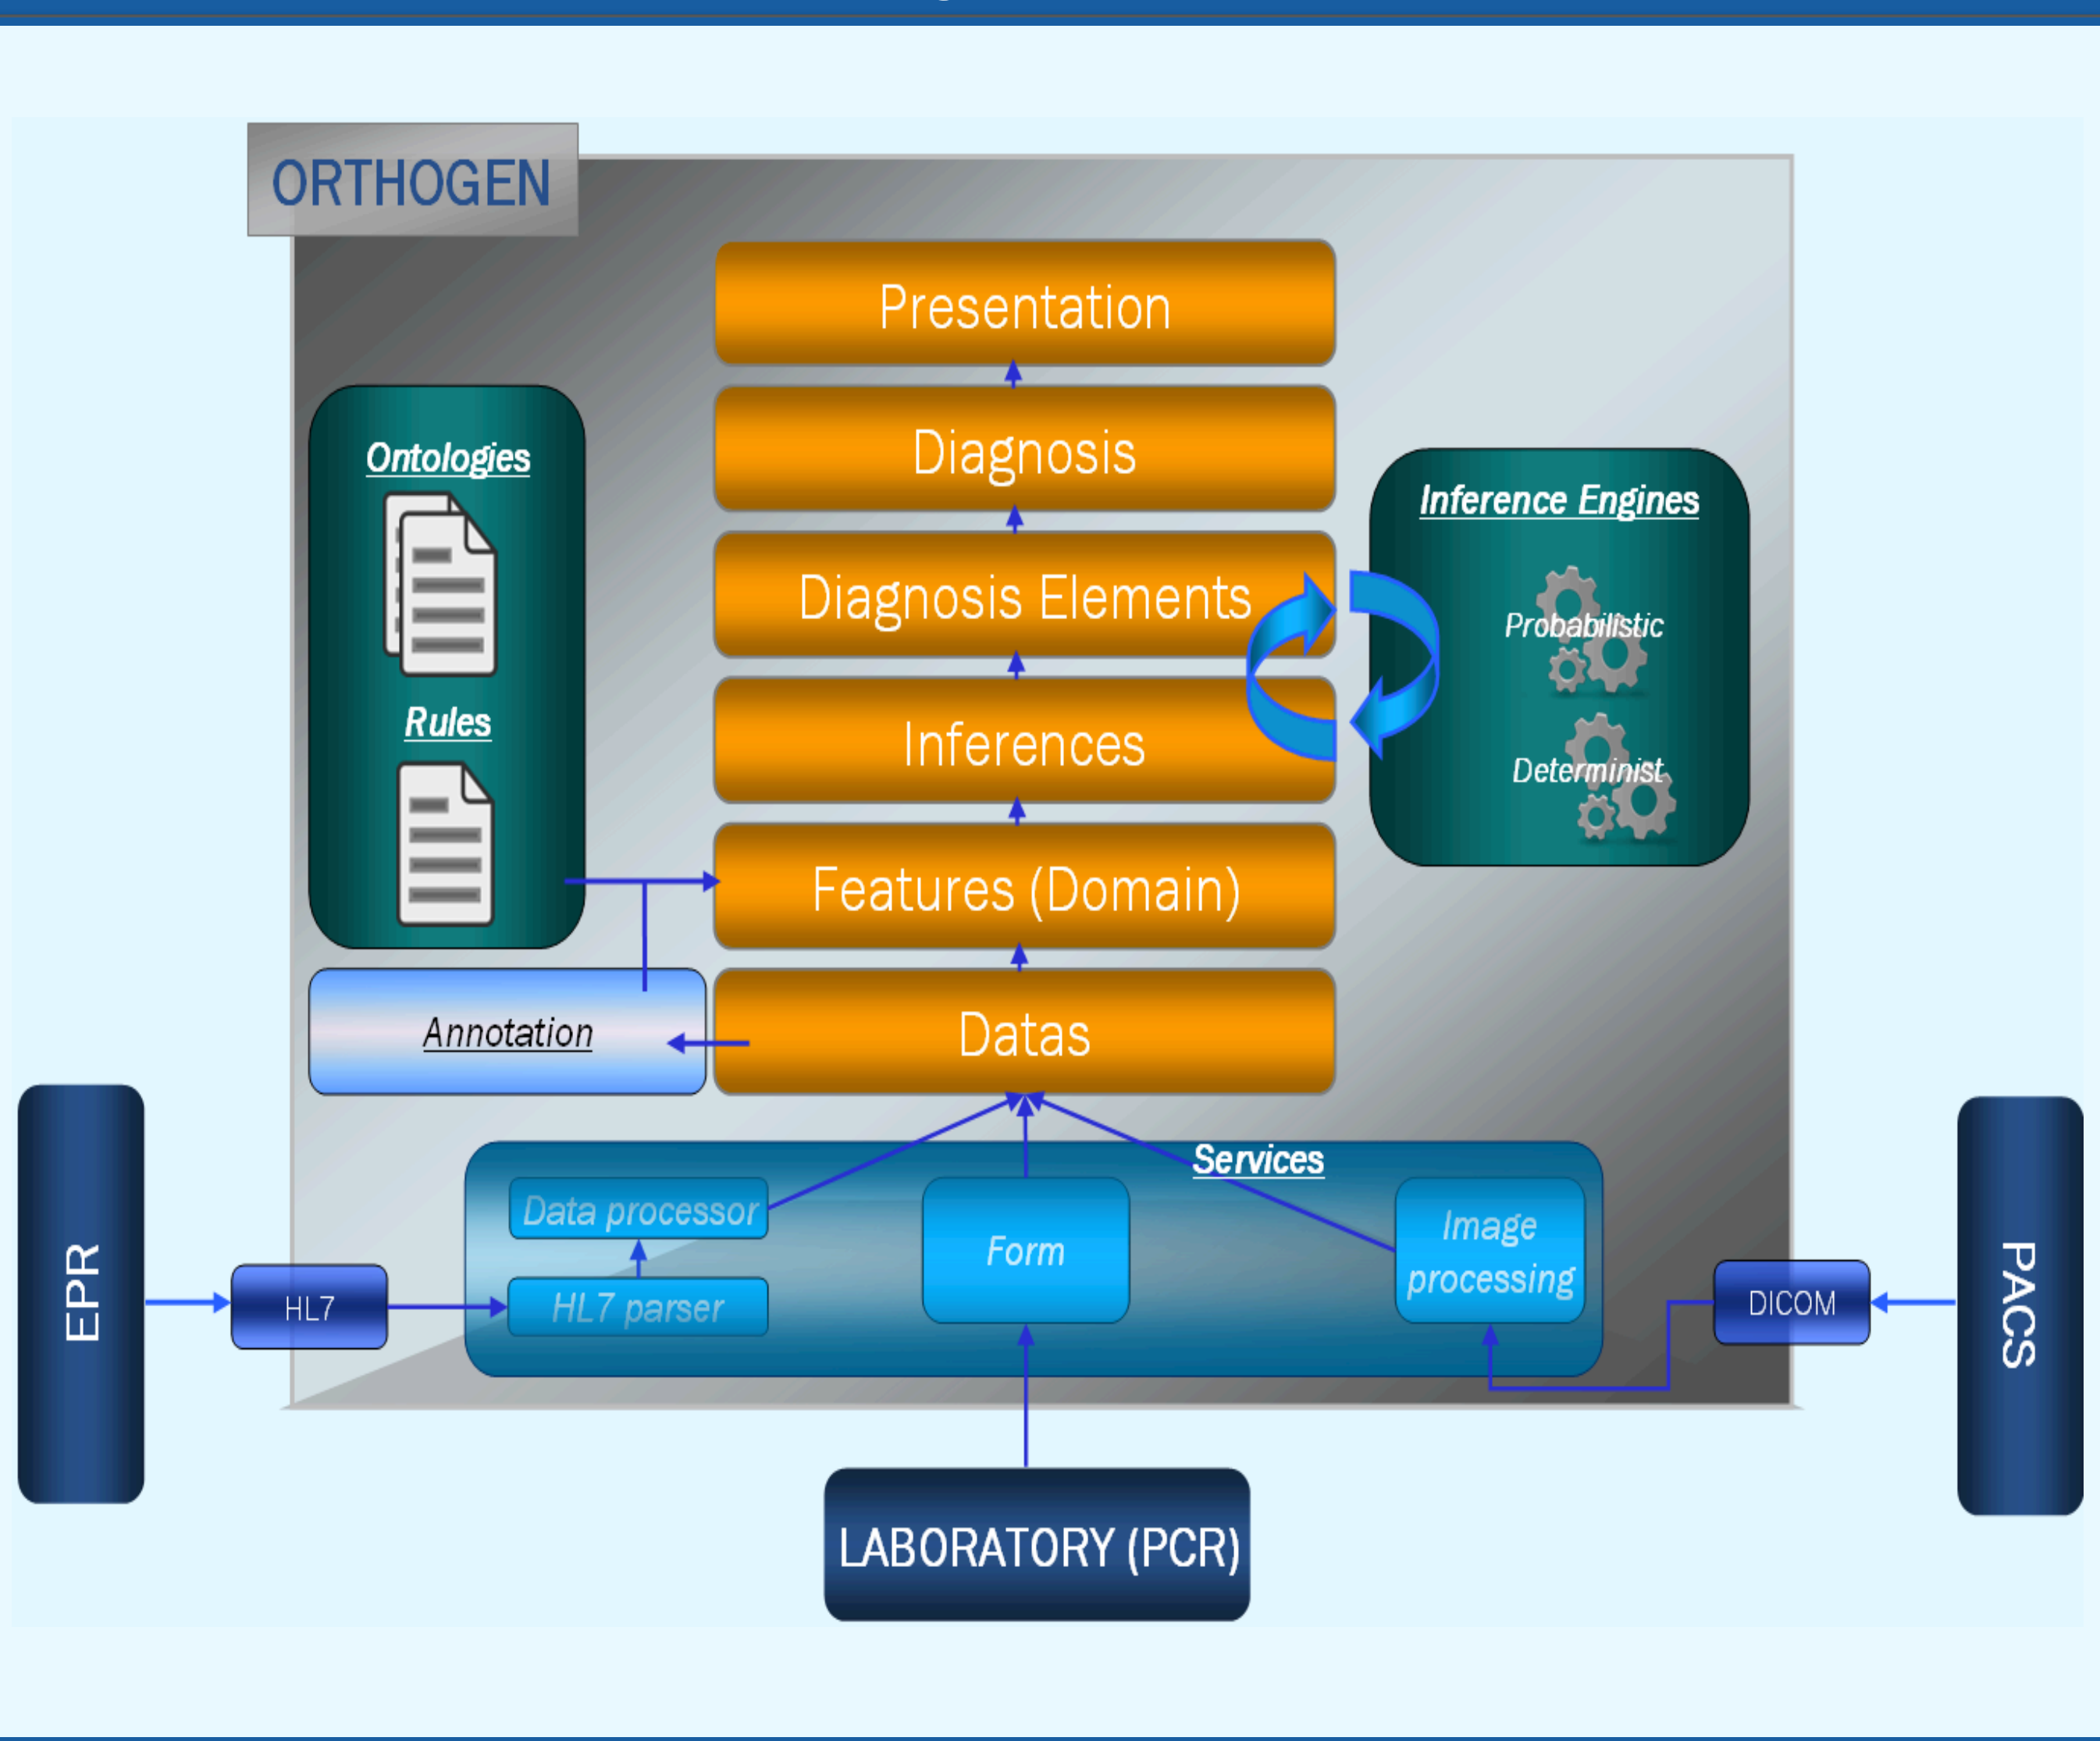 ORTHOGEN
Presentation
Diagnosis
Diagnosis Elements
Inferences
Features (Domain)
Datas
Ontologies
Rules
Annotation
Inference Engines
Probabilistic
Determinist
Services
Data processor
HL7 parser
Form
Image
processing
EPR
HL7
DICOM
PACS
LABORATORY (PCR)